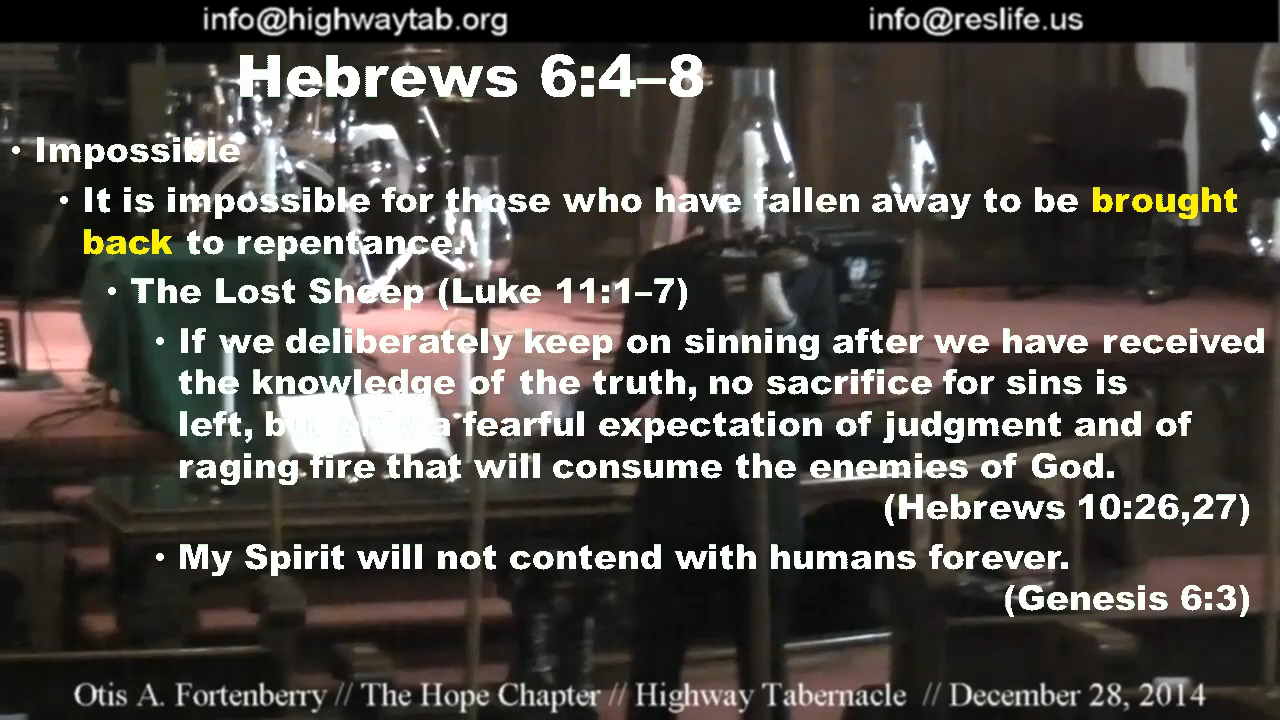 info@highwaytab.org info@reslife.us
Hebrews 6:4–8
• Impossible
• It is impossible for those who have fallen away to be brought
back to repentance.
• The Lost Sheep (Luke 11:1–7)
• If we deliberately keep on sinning after we have received
the knowledge of the truth, no sacrifice for sins is
left, but only a fearful expectation of judgment and of
raging fire that will consume the enemies of God.
(Hebrews 10:26,27)
• My Spirit will not contend with humans forever.
(Genesis 6:3)
Otis A. Fortenberry // The Hope Chapter // Highway Tabernacle // December 28, 2014